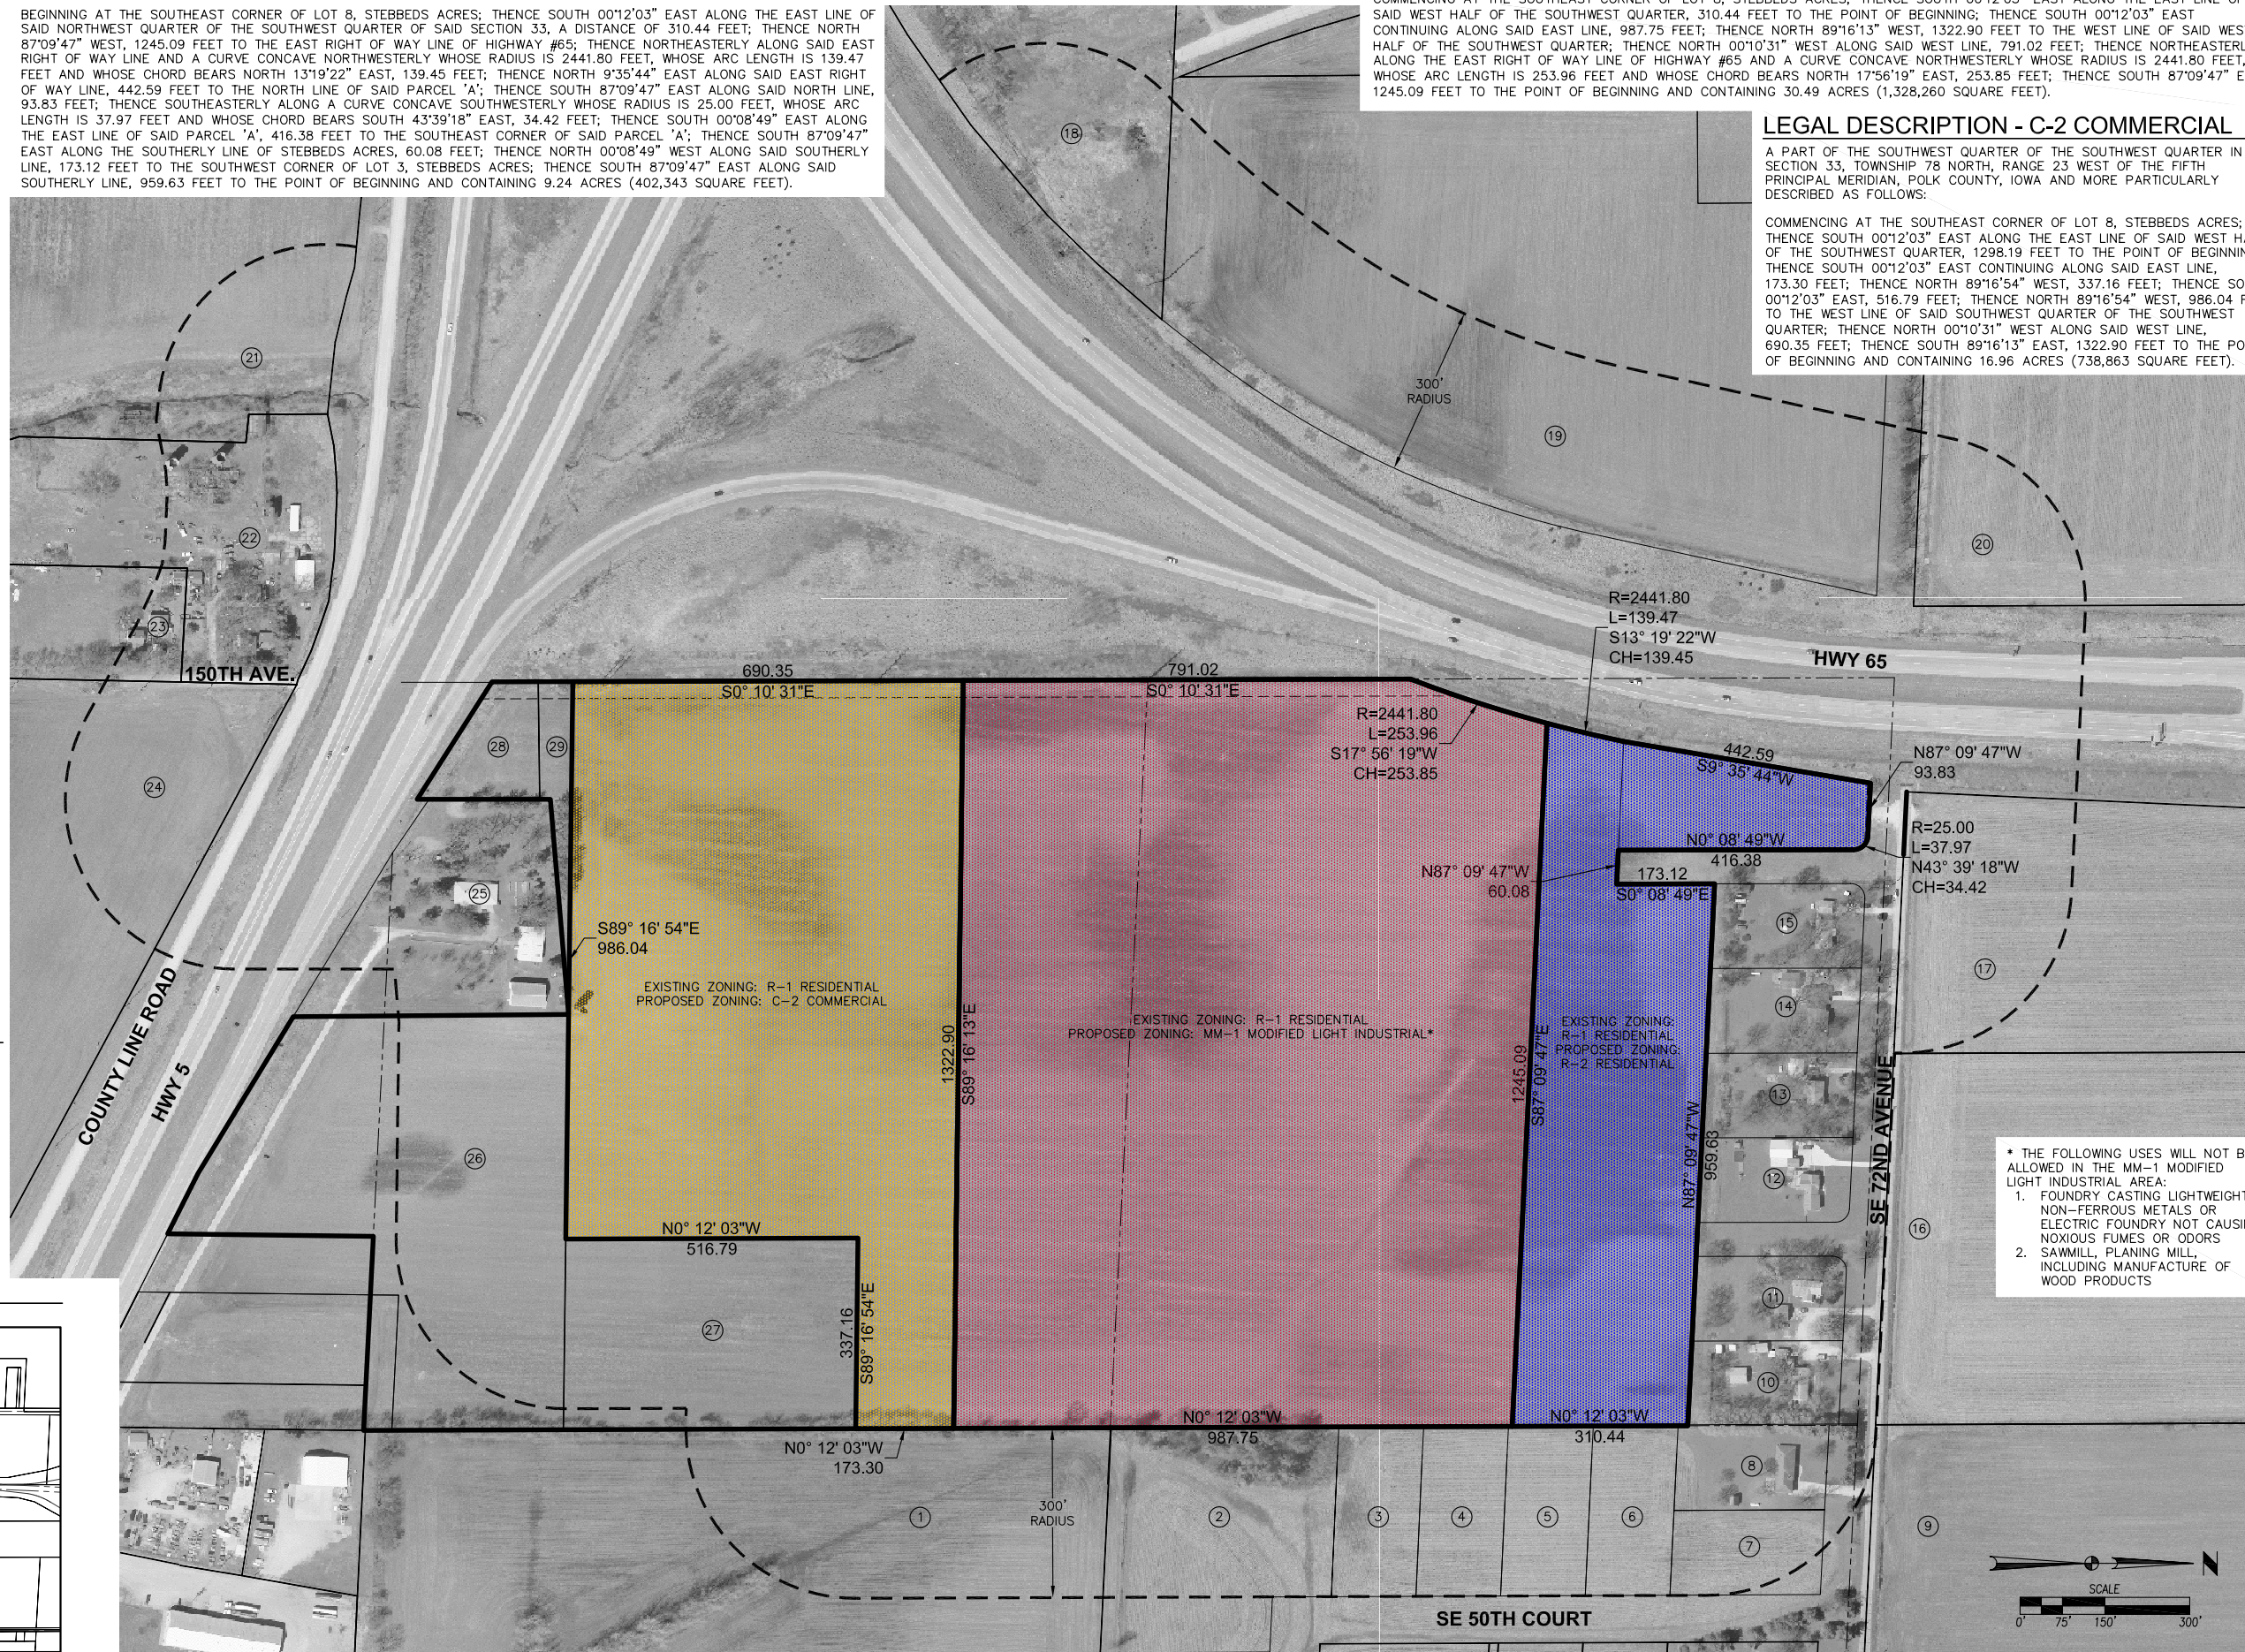 BEGINNING AT THE SOUTHEAST CORNER OF LOT 8, STEBBEDS ACRES; THENCE SOUTH 00°12'03" EAST ALONG THE EAST LINE OF
SAID NORTHWEST QUARTER OF THE SOUTHWEST QUARTER OF SAID SECTION 33, A DISTANCE OF 310.44 FEET; THENCE NORTH
87°09'47" WEST, 1245.09 FEET TO THE EAST RIGHT OF WAY LINE OF HIGHWAY #65; THENCE NORTHEASTERLY ALONG SAID EAST
RIGHT OF WAY LINE AND A CURVE CONCAVE NORTHWESTERLY WHOSE RADIUS IS 2441.80 FEET, WHOSE ARC LENGTH IS 139.47
FEET AND WHOSE CHORD BEARS NORTH 13°19'22" EAST, 139.45 FEET; THENCE NORTH 9°35'44" EAST ALONG SAID EAST RIGHT
OF WAY LINE, 442.59 FEET TO THE NORTH LINE OF SAID PARCEL 'A'; THENCE SOUTH 87°09'47" EAST ALONG SAID NORTH LINE,
93.83 FEET; THENCE SOUTHEASTERLY ALONG A CURVE CONCAVE SOUTHWESTERLY WHOSE RADIUS IS 25.00 FEET, WHOSE ARC
LENGTH IS 37.97 FEET AND WHOSE CHORD BEARS SOUTH 43°39'18" EAST, 34.42 FEET; THENCE SOUTH 00°08'49" EAST ALONG
THE EAST LINE OF SAID PARCEL 'A', 416.38 FEET TO THE SOUTHEAST CORNER OF SAID PARCEL 'A'; THENCE SOUTH 87°09'47"
EAST ALONG THE SOUTHERLY LINE OF STEBBEDS ACRES, 60.08 FEET; THENCE NORTH 00°08'49" WEST ALONG SAID SOUTHERLY
LINE, 173.12 FEET TO THE SOUTHWEST CORNER OF LOT 3, STEBBEDS ACRES; THENCE SOUTH 87°09'47" EAST ALONG SAID
SOUTHERLY LINE, 959.63 FEET TO THE POINT OF BEGINNING AND CONTAINING 9.24 ACRES (402,343 SQUARE FEET).
SAID WEST HALF OF THE SOUTHWEST QUARTER, 310.44 FEET TO THE POINT OF BEGINNING; THENCE SOUTH 00°12'03" EAST
CONTINUING ALONG SAID EAST LINE, 987.75 FEET; THENCE NORTH 89°16'13" WEST, 1322.90 FEET TO THE WEST LINE OF SAID WES
HALF OF THE SOUTHWEST QUARTER; THENCE NORTH 00°10'31" WEST ALONG SAID WEST LINE, 791.02 FEET; THENCE NORTHEASTERL
ALONG THE EAST RIGHT OF WAY LINE OF HIGHWAY #65 AND A CURVE CONCAVE NORTHWESTERLY WHOSE RADIUS IS 2441.80 FEET,
WHOSE ARC LENGTH IS 253.96 FEET AND WHOSE CHORD BEARS NORTH 17°56'19" EAST, 253.85 FEET; THENCE SOUTH 87°09'47" E
1245.09 FEET TO THE POINT OF BEGINNING AND CONTAINING 30.49 ACRES (1,328,260 SQUARE FEET).
LEGAL DESCRIPTION - C-2 COMMERCIAL
A PART OF THE SOUTHWEST QUARTER OF THE SOUTHWEST QUARTER IN
SECTION 33, TOWNSHIP 78 NORTH, RANGE 23 WEST OF THE FIFTH
PRINCIPAL MERIDIAN, POLK COUNTY, IOWA AND MORE PARTICULARLY
DESCRIBED AS FOLLOWS:
COMMENCING AT THE SOUTHEAST CORNER OF LOT 8, STEBBEDS ACRES;
THENCE SOUTH 00°12'03" EAST ALONG THE EAST LINE OF SAID WEST H
OF THE SOUTHWEST QUARTER, 1298.19 FEET TO THE POINT OF BEGINNIN
THENCE SOUTH 00°12'03" EAST CONTINUING ALONG SAID EAST LINE,
173.30 FEET; THENCE NORTH 89°16'54" WEST, 337.16 FEET; THENCE SO
00°12'03" EAST, 516.79 FEET; THENCE NORTH 89°16'54" WEST, 986.04 F
TO THE WEST LINE OF SAID SOUTHWEST QUARTER OF THE SOUTHWEST
QUARTER; THENCE NORTH 00°10'31" WEST ALONG SAID WEST LINE,
690.35 FEET; THENCE SOUTH 89°16'13" EAST, 1322.90 FEET TO THE PO
OF BEGINNING AND CONTAINING 16.96 ACRES (738,863 SQUARE FEET).
18
21
300'
RADIUS
19
22
20
23
150TH AVE.
R=2441.80
L=139.47
S13° 19' 22"W
CH=139.45
HWY 65
690.35
S0° 10' 31"E
791.02
S0° 10' 31"E
R=2441.80
L=253.96
S17° 56' 19"W
CH=253.85
442.59
S9° 35' 44"W
N87° 09' 47"W
93.83
28
29
24
R=25.00
L=37.97
N43° 39' 18"W
CH=34.42
N0° 08' 49"W
416.38
N87° 09' 47"W
60.08
173.12
S0° 08' 49"E
25
15
S89° 16' 54"E
986.04
17
14
COUNTY LINE ROAD
HWY 5
EXISTING ZONING: R-1 RESIDENTIAL
PROPOSED ZONING: C-2 COMMERCIAL
1322.90
S89° 16' 13"E
EXISTING ZONING: R-1 RESIDENTIAL
PROPOSED ZONING: MM-1 MODIFIED LIGHT INDUSTRIAL*
1245.09
S87° 09' 47"E
EXISTING ZONING:
R-1 RESIDENTIAL
PROPOSED ZONING:
R-2 RESIDENTIAL
13
N87° 09' 47"W
959.63
12
SE 72ND AVENUE
26
16
* THE FOLLOWING USES WILL NOT B
ALLOWED IN THE MM-1 MODIFIED
LIGHT INDUSTRIAL AREA:
1. FOUNDRY CASTING LIGHTWEIGHT
NON-FERROUS METALS OR
ELECTRIC FOUNDRY NOT CAUSI
NOXIOUS FUMES OR ODORS
2. SAWMILL, PLANING MILL,
INCLUDING MANUFACTURE OF
WOOD PRODUCTS
N0° 12' 03"W
516.79
337.16
S89° 16' 54"E
27
11
10
N0° 12' 03"W
173.30
N0° 12' 03"W
987.75
N0° 12' 03"W
310.44
300'
RADIUS
1
2
3
4
5
6
8
7
9
SE 50TH COURT
N
SCALE
0' 75' 150' 300'